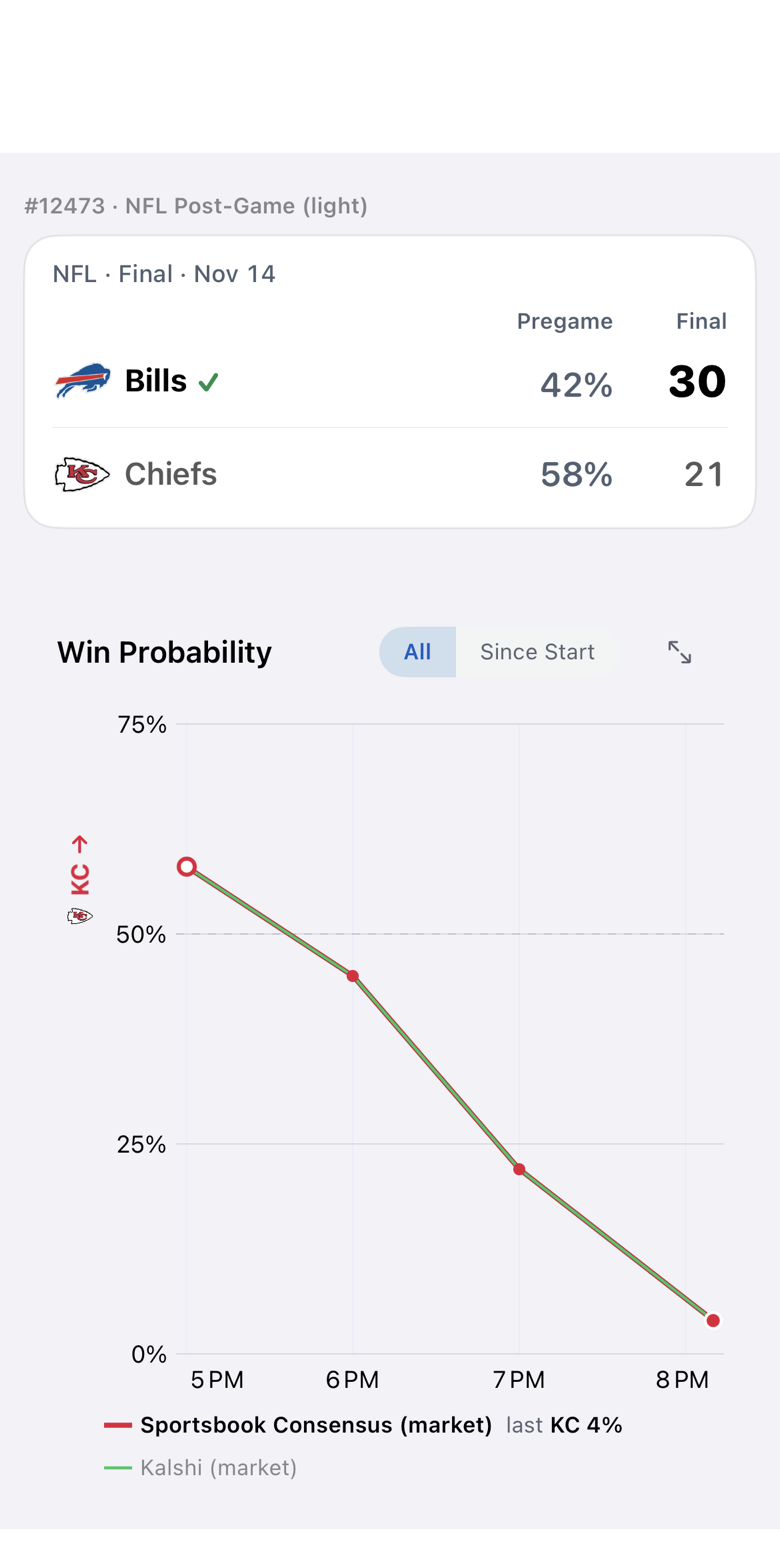 #12473 · NFL Post-Game (light)
NFL · Final · Nov 14
Pregame Final
Bills 42% 30
KC Chiefs 58% 21
Win Probability All Since Start
75%
KC →
KC
50%
25%
0%
5 PM 6 PM 7 PM 8 PM
Sportsbook Consensus (market) last KC 4%
Kalshi (market)